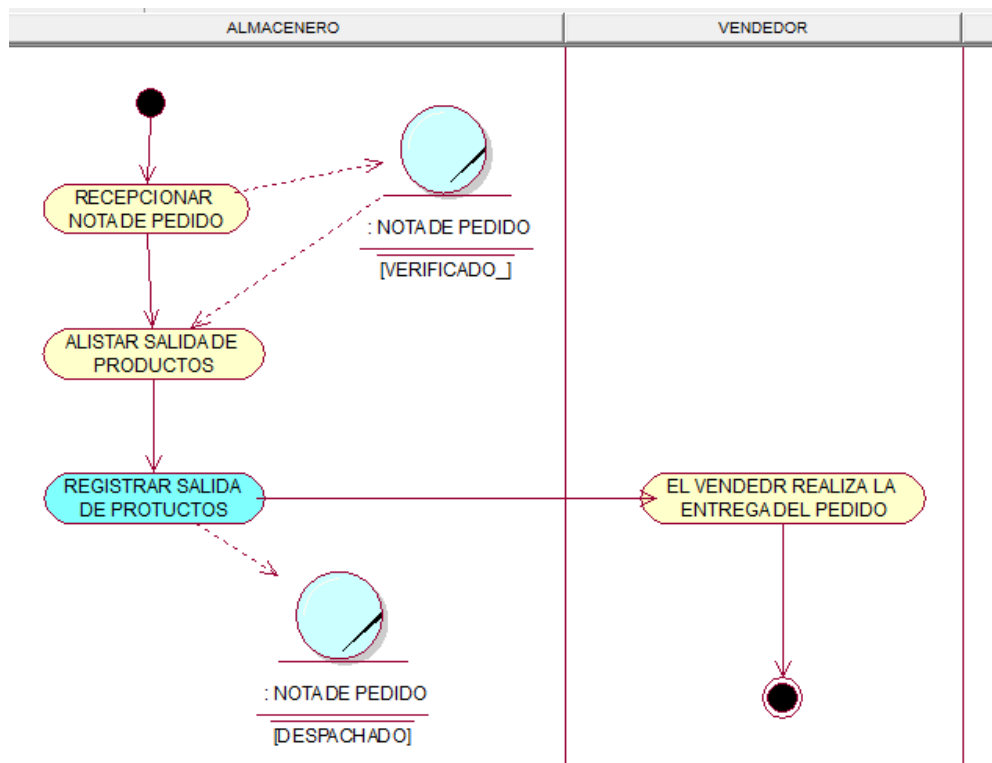 ALMACENERO
VENDEDOR
RECEPCIONAR
NOTA DE PEDIDO
: NOTA DE PEDIDO
[VERIFICADO_]
ALISTAR SALIDA DE
PRODUCTOS
REGISTRAR SALIDA
DE PROTUCTOS
EL VENDEDR REALIZA LA
ENTREGA DEL PEDIDO
: NOTA DE PEDIDO
[DESPACHADO]